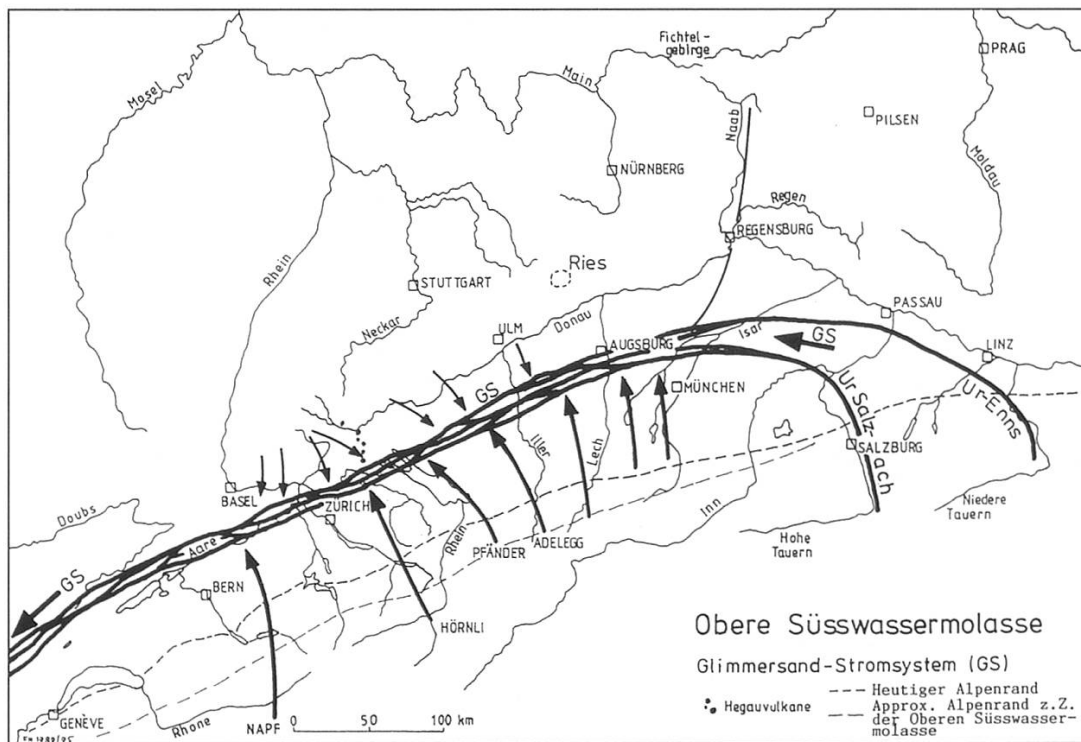 Fichtel-
gebirge
PRAG
Mosel
Main
Naab
PILSEN
Moldau
NÜRNBERG
Regen
REGENSBURG
Rhein
STUTTGART
Ries
Neckar
Donau
PASSAU
ULM
AUGSBURG
Isar
GS
LINZ
GS
MÜNCHEN
Ur Salz-
ach
Ur-Enns
Iller
Lech
SALZBURG
BASEL
ZÜRICH
Doubs
Aare
Rhein
Inn
Niedere
Tauern
Hohe
Tauern
PFÄNDER
ADELEGG
GS
BERN
HÖRNLI
Obere Süsswassermolasse
Glimmersand-Stromsystem (GS)
Hegauvulkane
Heutiger Alpenrand
Approx. Alpenrand z.Z.
der Oberen Süsswasser-
molasse
GENÈVE
Rhone
NAPF
0 50 100 km